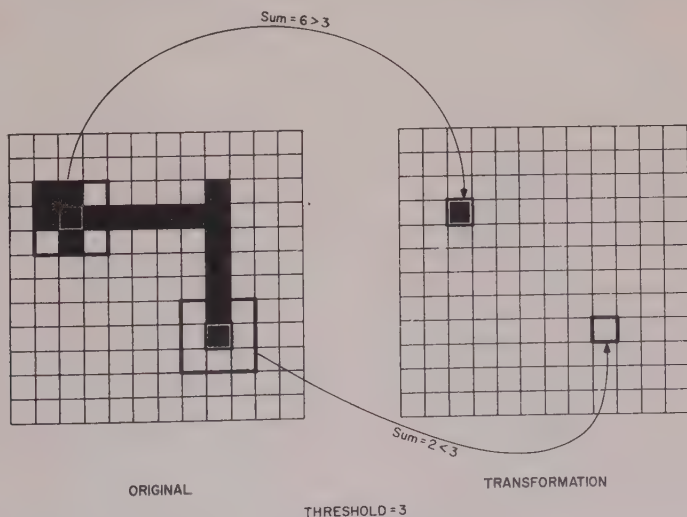 Sum = 6 > 3
Sum = 2 < 3
ORIGINAL
TRANSFORMATION
THRESHOLD = 3